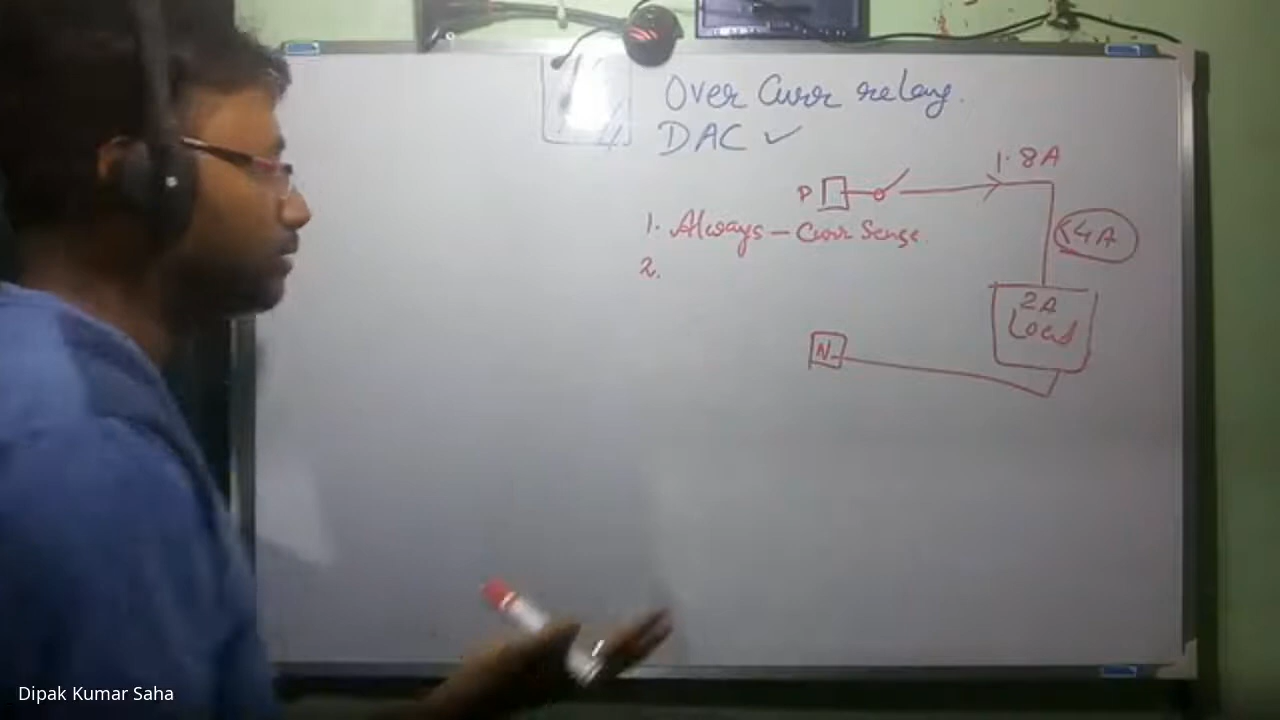 Over Curr relay.
DAC ✓
1.8A
P
1. Always - Curr Sense.
4A
2.
2A
Load
N
Dipak Kumar Saha